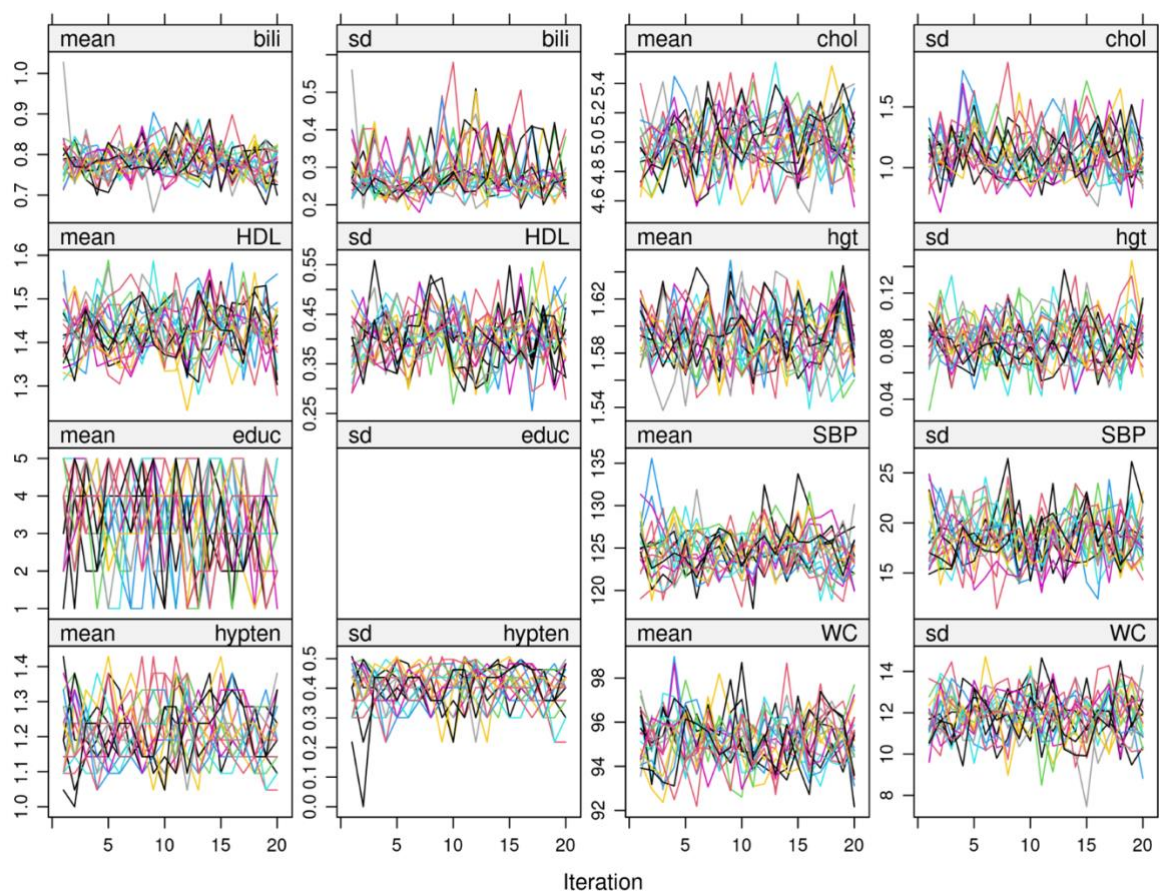 mean bili sd bili mean chol sd chol
0.7 0.8 0.9 1.0
0.2 0.3 0.4 0.5
4.6 4.8 5.0 5.2 5.4
1.0 1.5
mean HDL sd HDL mean hgt sd hgt
1.3 1.4 1.5 1.6
0.25 0.35 0.45 0.55
1.54 1.58 1.62
0.04 0.08 0.12
mean educ sd educ mean SBP sd SBP
1 2 3 4 5
120 125 130 135
15 20 25
mean hypten sd hypten mean WC sd WC
1.0 1.1 1.2 1.3 1.4
0.0 0.1 0.2 0.3 0.4 0.5
92 94 96 98
8 10 12 14
5 10 15 20 5 10 15 20 5 10 15 20 5 10 15 20
Iteration